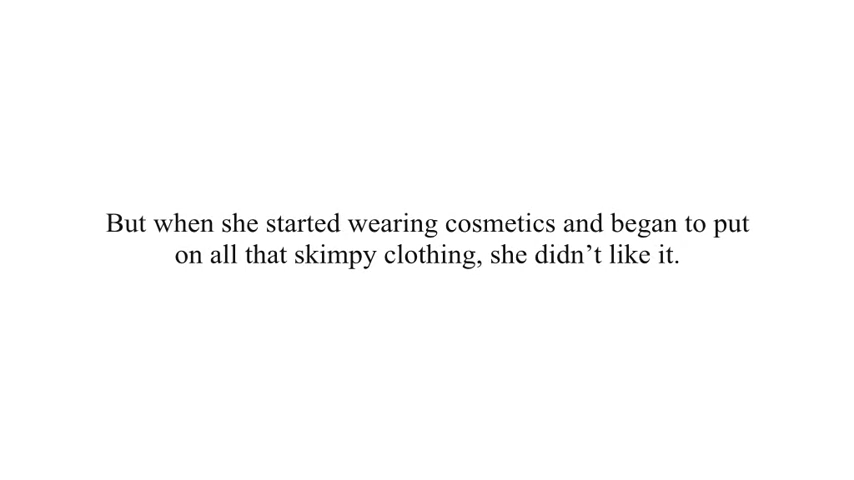 But when she started wearing cosmetics and began to put
on all that skimpy clothing, she didn’t like it.